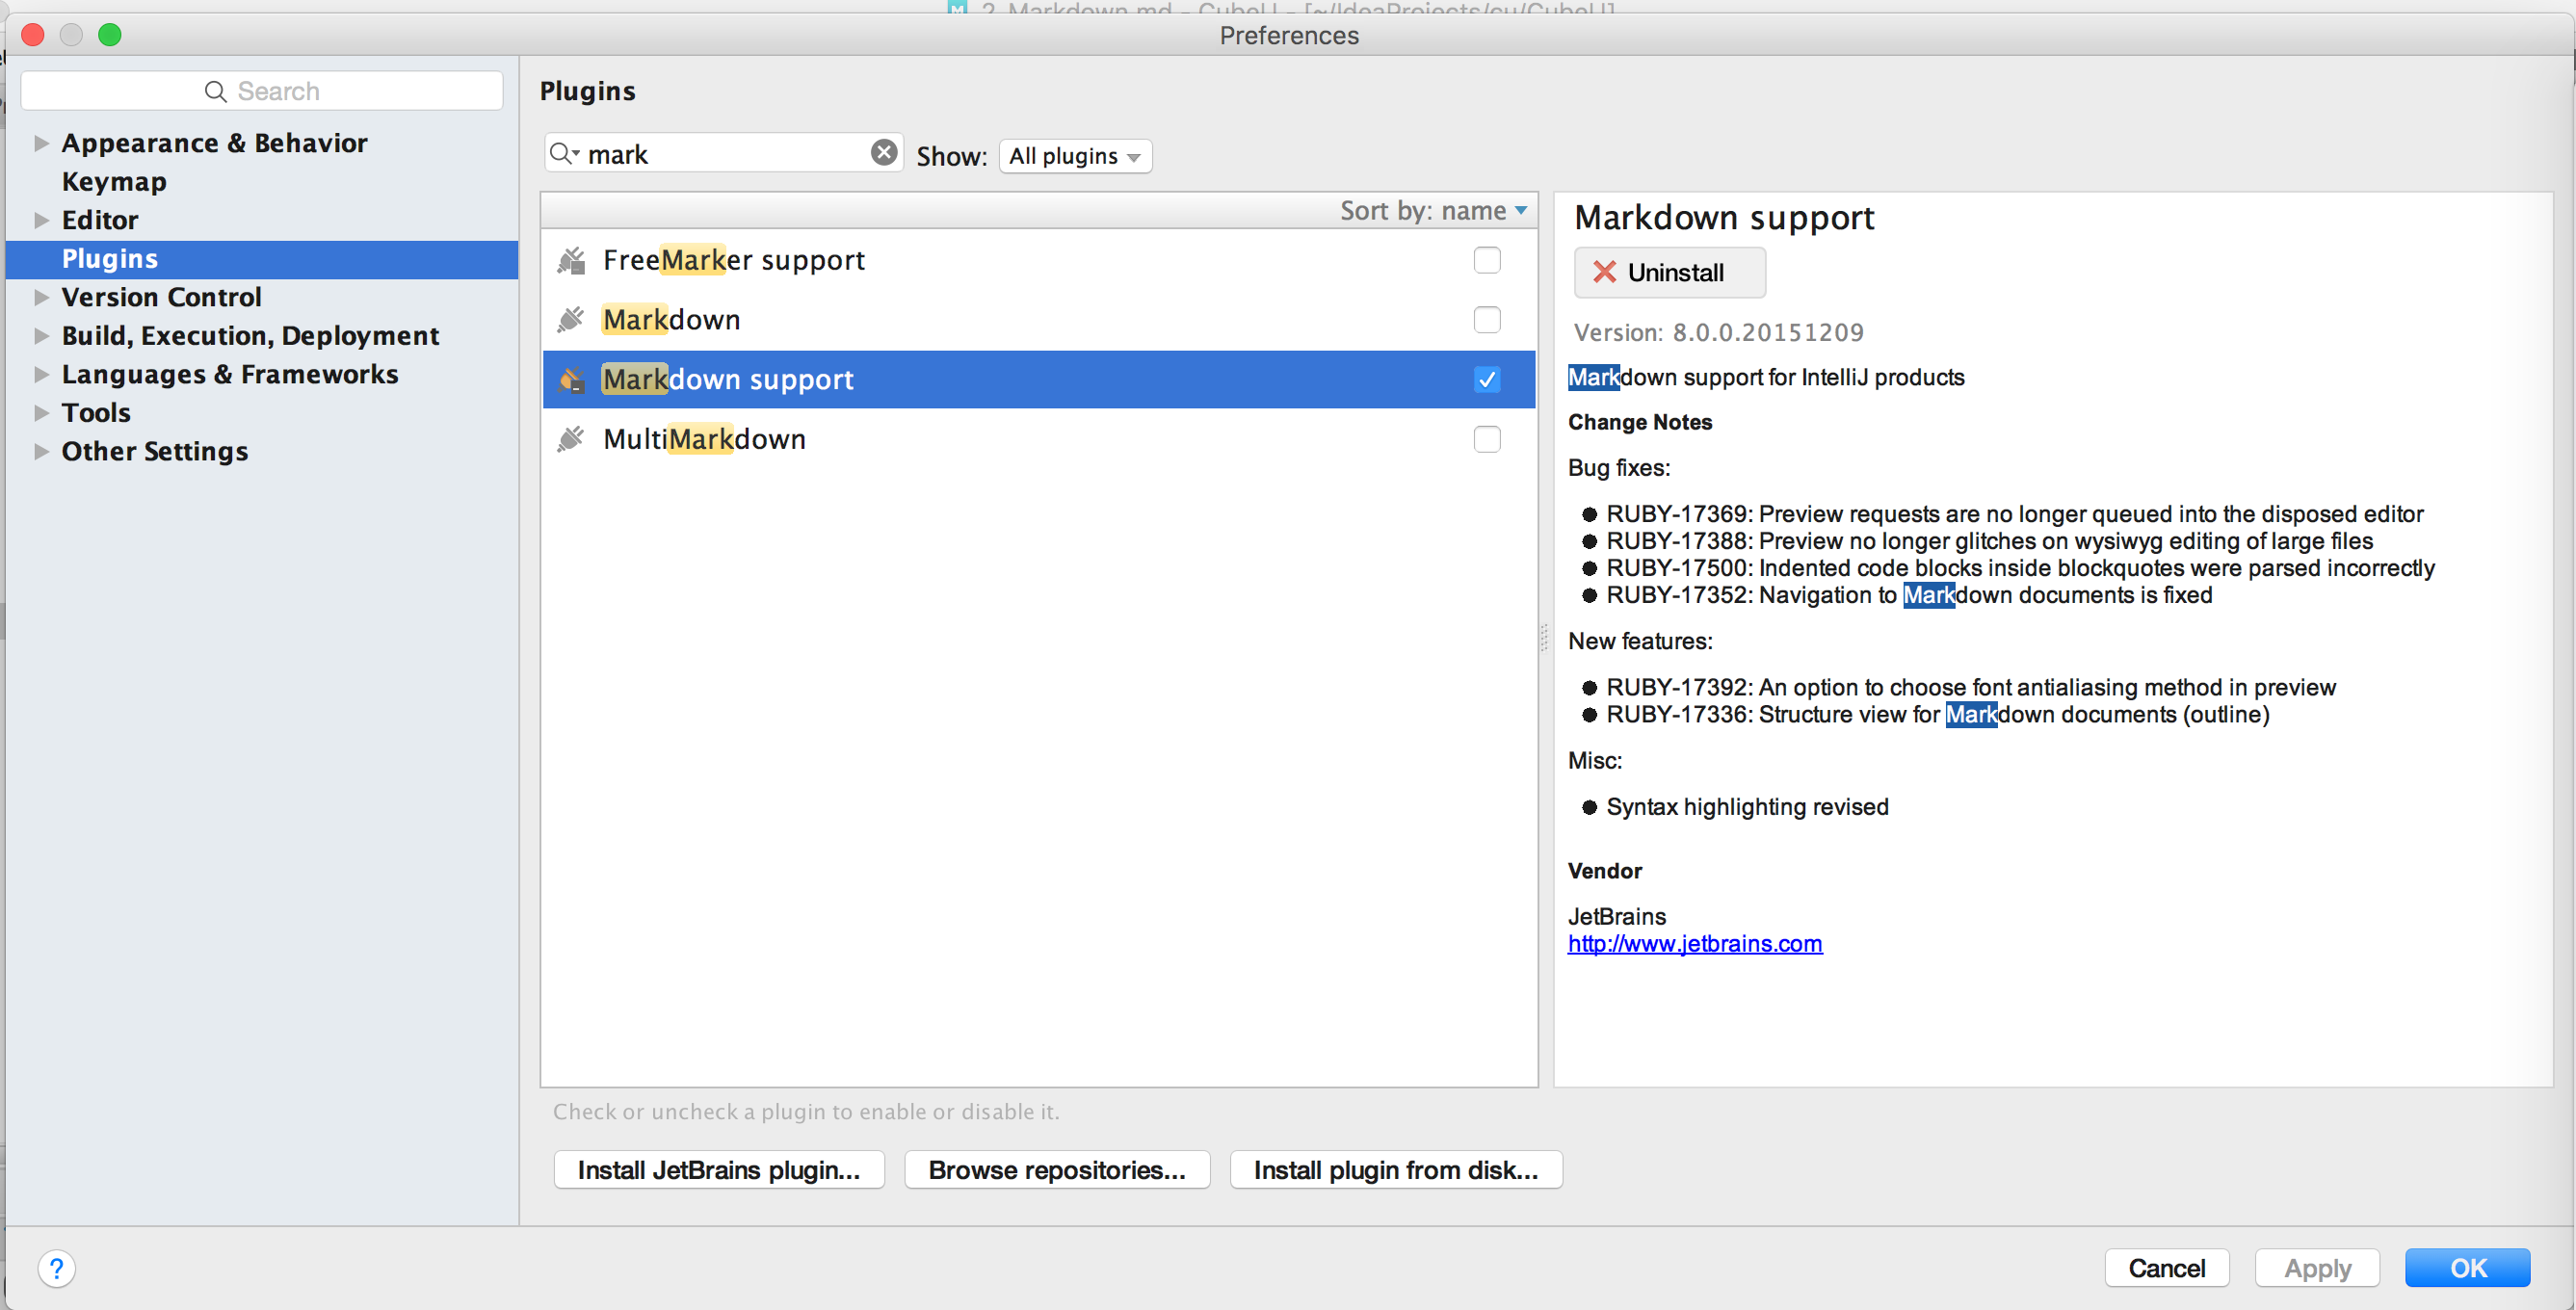 Preferences
Search
Appearance & Behavior
Keymap
Editor
Plugins
Version Control
Build, Execution, Deployment
Languages & Frameworks
Tools
Other Settings
Plugins
mark
Show: All plugins
Sort by: name
FreeMarker support
Markdown
Markdown support
MultiMarkdown
Markdown support
Uninstall
Version: 8.0.0.20151209
Markdown support for IntelliJ products
Change Notes
Bug fixes:
RUBY-17369: Preview requests are no longer queued into the disposed editor
RUBY-17388: Preview no longer glitches on wysiwyg editing of large files
RUBY-17500: Indented code blocks inside blockquotes were parsed incorrectly
RUBY-17352: Navigation to Markdown documents is fixed
New features:
RUBY-17392: An option to choose font antialiasing method in preview
RUBY-17336: Structure view for Markdown documents (outline)
Misc:
Syntax highlighting revised
Vendor
JetBrains
http://www.jetbrains.com
Check or uncheck a plugin to enable or disable it.
Install JetBrains plugin... Browse repositories... Install plugin from disk...
? Cancel Apply OK